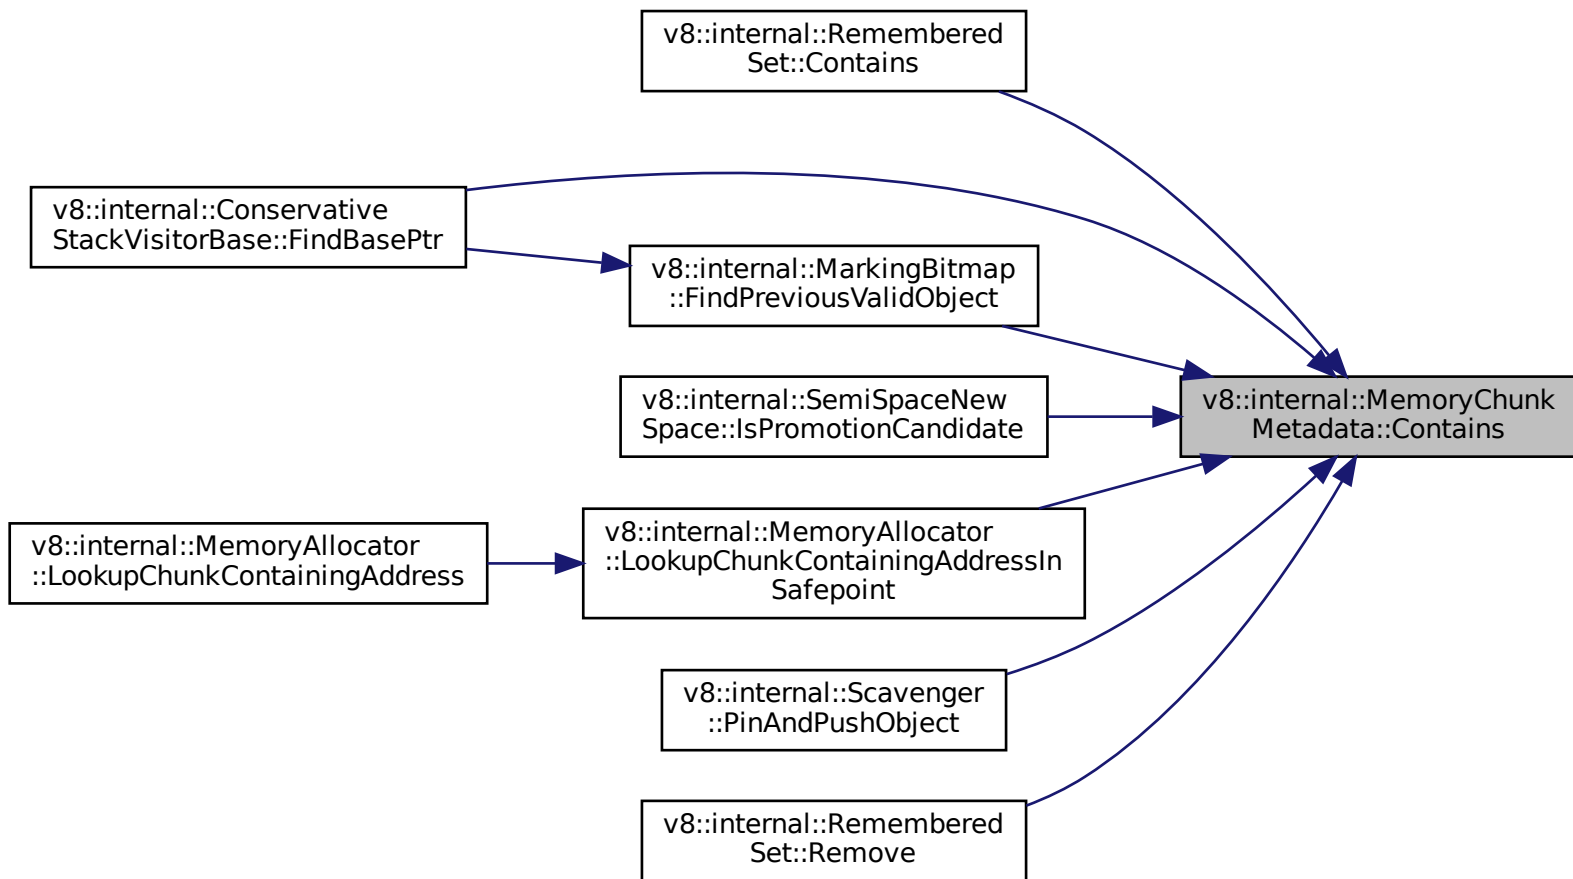 v8::internal::Remembered
Set::Contains
v8::internal::Conservative
StackVisitorBase::FindBasePtr
v8::internal::MarkingBitmap
::FindPreviousValidObject
v8::internal::SemiSpaceNew
Space::IsPromotionCandidate
v8::internal::MemoryChunk
Metadata::Contains
v8::internal::MemoryAllocator
::LookupChunkContainingAddress
v8::internal::MemoryAllocator
::LookupChunkContainingAddressIn
Safepoint
v8::internal::Scavenger
::PinAndPushObject
v8::internal::Remembered
Set::Remove